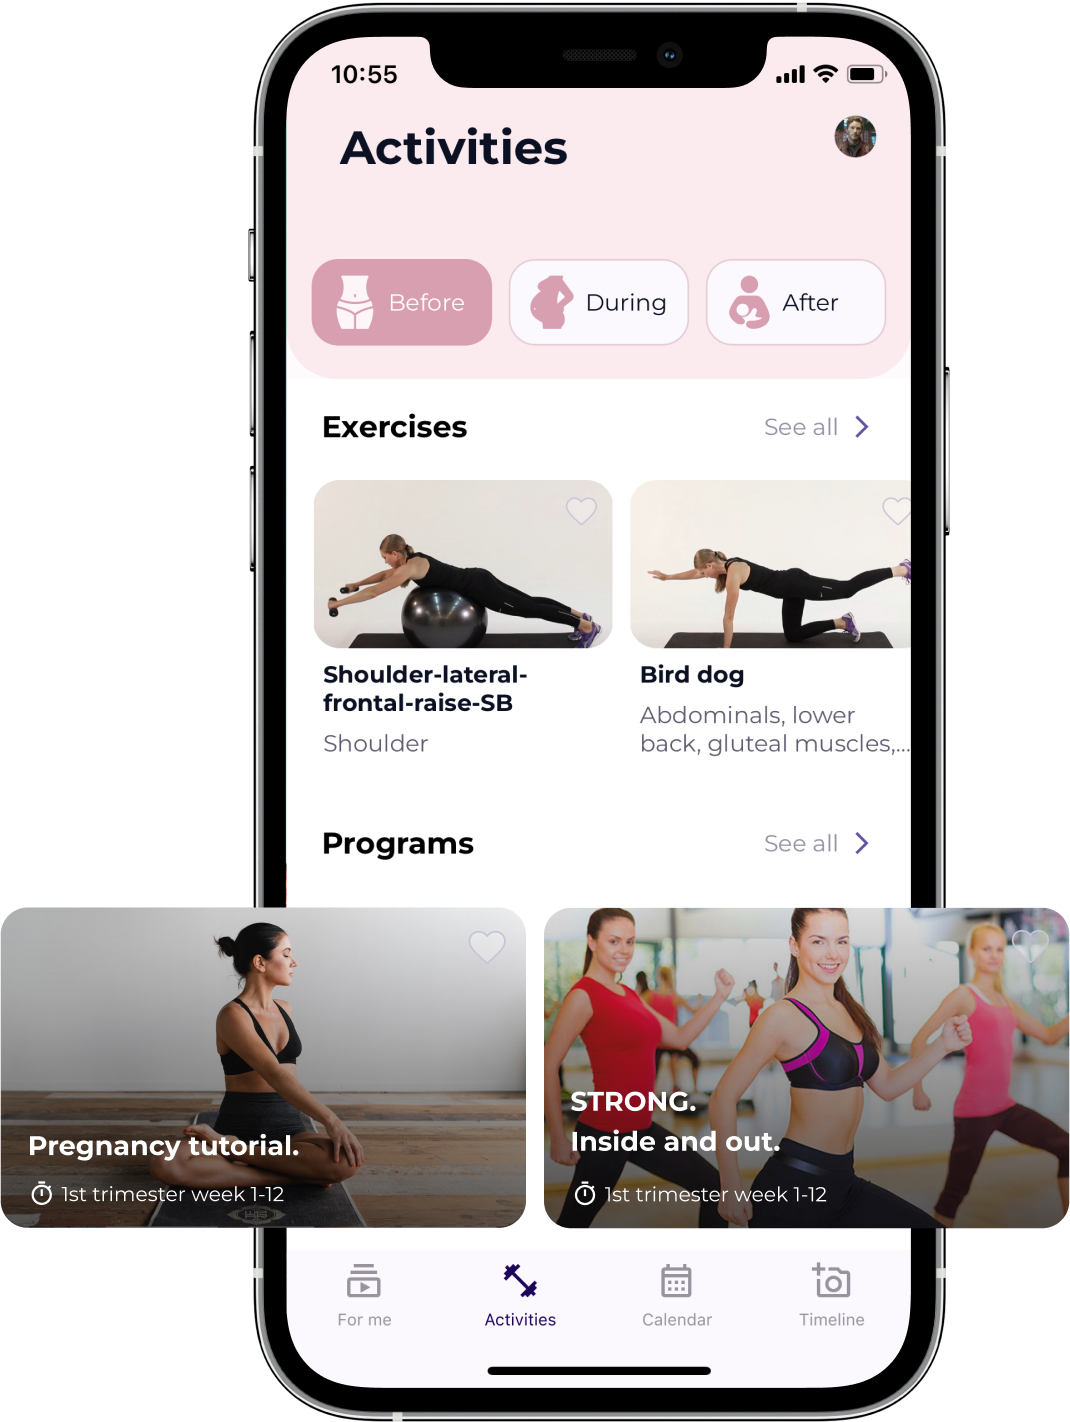 10:55
Activities
Before
During
After
Exercises
See all
Shoulder-lateral-
frontal-raise-SB
Shoulder
Bird dog
Abdominals, lower
back, gluteal muscles,...
Programs
See all
Pregnancy tutorial.
1st trimester week 1-12
STRONG.
Inside and out.
1st trimester week 1-12
For me
Activities
Calendar
Timeline